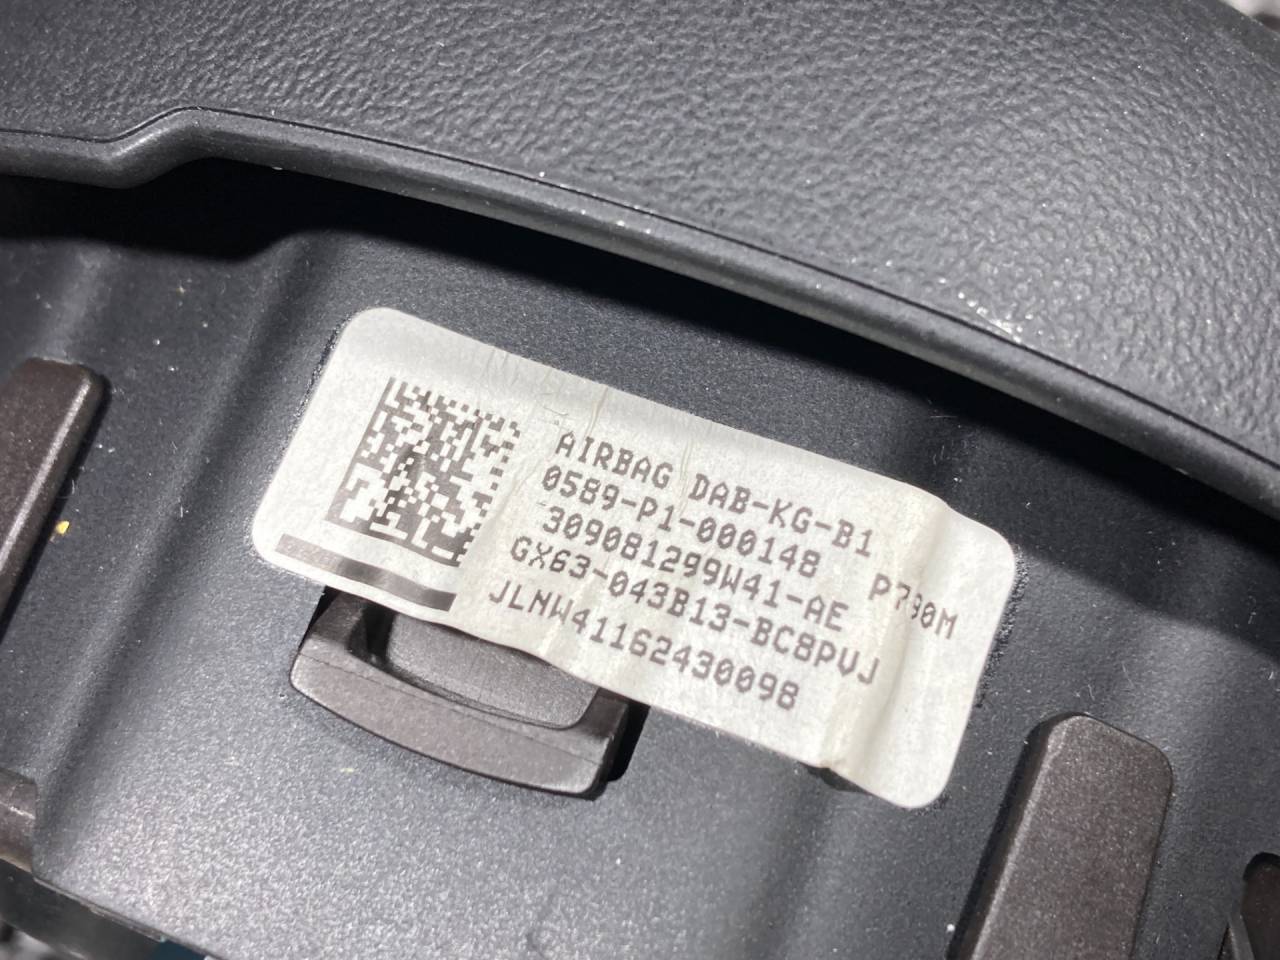 AIRBAG DAB-KG-B1
0589-P1-000148
309081299W41-AE P790M
GX63-043B13-BC8PVJ
JLNW41162430098